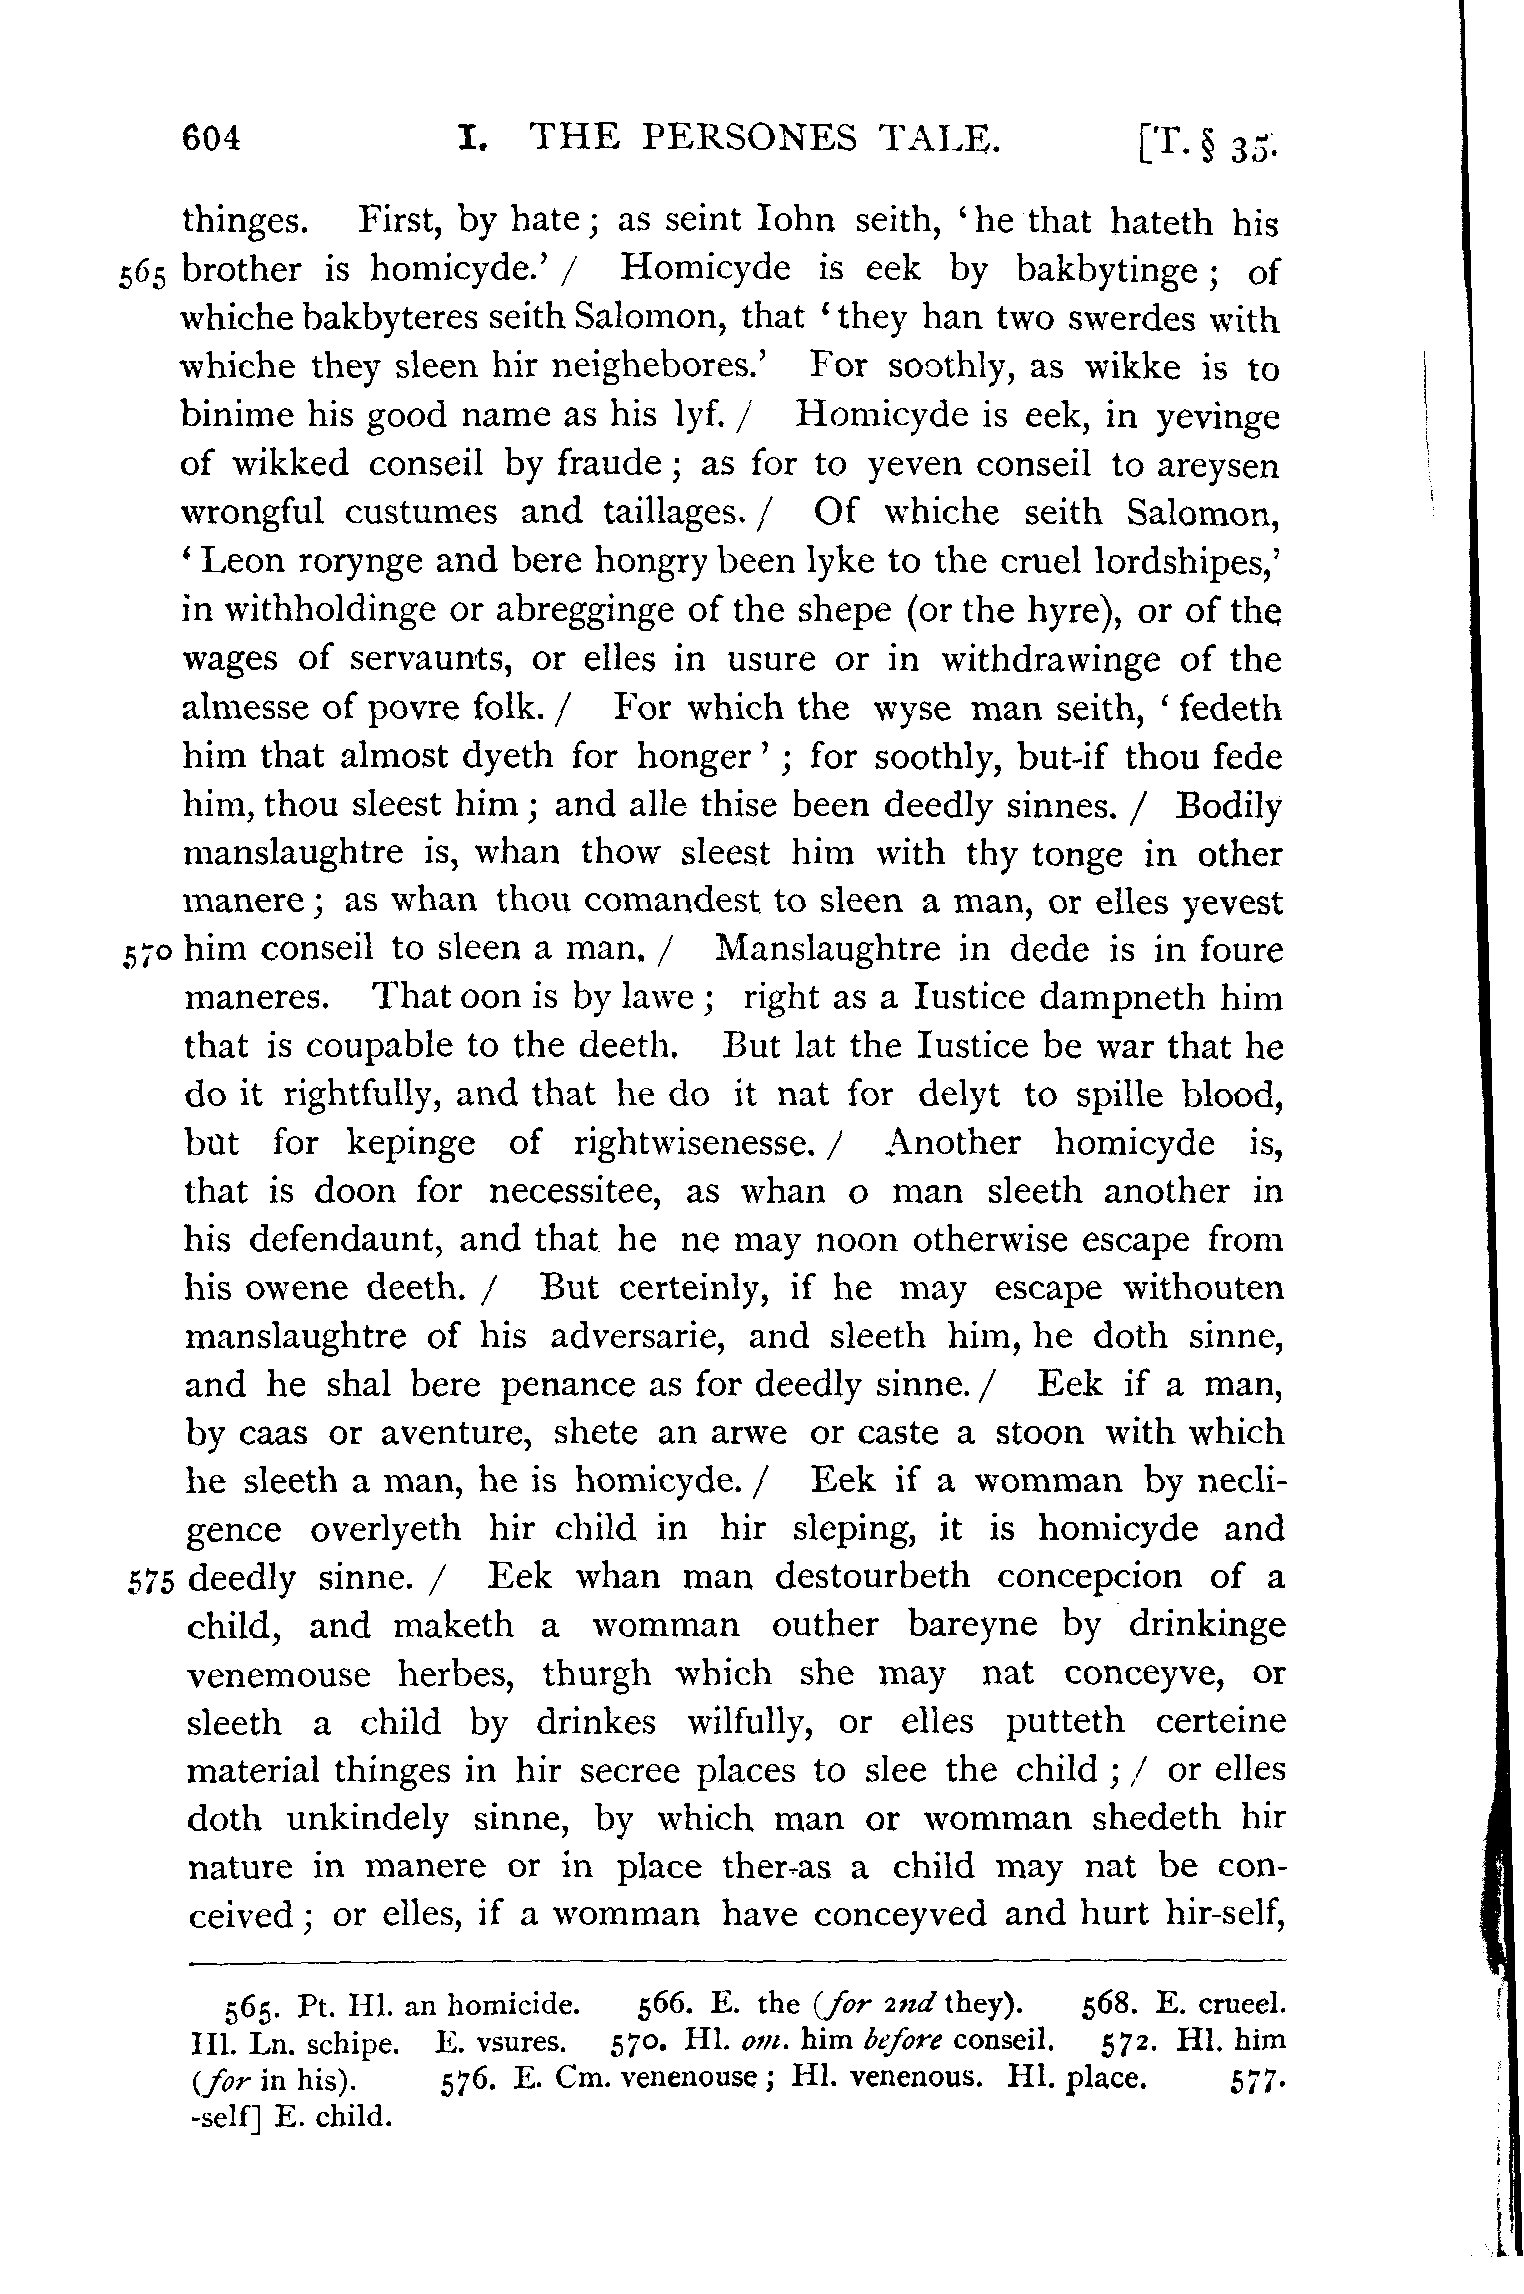 604 I. THE PERSONES TALE. [T. § 35.
thinges. First, by hate ; as seint Iohn seith, ‘ he that hateth his
565 brother is homicyde.’ / Homicyde is eek by bakbytinge ; of
whiche bakbyteres seith Salomon, that ‘ they han two swerdes with
whiche they sleen hir neighebores.’ For soothly, as wikke is to
binime his good name as his lyf. / Homicyde is eek, in yevinge
of wikked conseil by fraude ; as for to yeven conseil to areysen
wrongful custumes and taillages. / Of whiche seith Salomon,
‘ Leon rorynge and bere hongry been lyke to the cruel lordshipes,’
in withholdinge or abregginge of the shepe (or the hyre), or of the
wages of servaunts, or elles in usure or in withdrawinge of the
almesse of povre folk. / For which the wyse man seith, ‘ fedeth
him that almost dyeth for honger ’ ; for soothly, but-if thou fede
him, thou sleest him ; and alle thise been deedly sinnes. / Bodily
manslaughtre is, whan thow sleest him with thy tonge in other
manere ; as whan thou comandest to sleen a man, or elles yevest
570 him conseil to sleen a man. / Manslaughtre in dede is in foure
maneres. That oon is by lawe ; right as a Iustice dampneth him
that is coupable to the deeth. But lat the Iustice be war that he
do it rightfully, and that he do it nat for delyt to spille blood,
but for kepinge of rightwisenesse. / Another homicyde is,
that is doon for necessitee, as whan o man sleeth another in
his defendaunt, and that he ne may noon otherwise escape from
his owene deeth. / But certeinly, if he may escape withouten
manslaughtre of his adversarie, and sleeth him, he doth sinne,
and he shal bere penance as for deedly sinne. / Eek if a man,
by caas or aventure, shete an arwe or caste a stoon with which
he sleeth a man, he is homicyde. / Eek if a womman by necli-
gence overlyeth hir child in hir sleping, it is homicyde and
575 deedly sinne. / Eek whan man destourbeth concepcion of a
child, and maketh a womman outher bareyne by drinkinge
venemouse herbes, thurgh which she may nat conceyve, or
sleeth a child by drinkes wilfully, or elles putteth certeine
material thinges in hir secree places to slee the child ; / or elles
doth unkindely sinne, by which man or womman shedeth hir
nature in manere or in place ther-as a child may nat be con-
ceived ; or elles, if a womman have conceyved and hurt hir-self,
565. Pt. Hl. an homicide. 566. E. the (for 2nd they). 568. E. crueel.
Hl. Ln. schipe. E. vsures. 570. Hl. om. him before conseil. 572. Hl. him
(for in his). 576. E. Cm. venenouse ; Hl. venenous. Hl. place. 577.
-self] E. child.